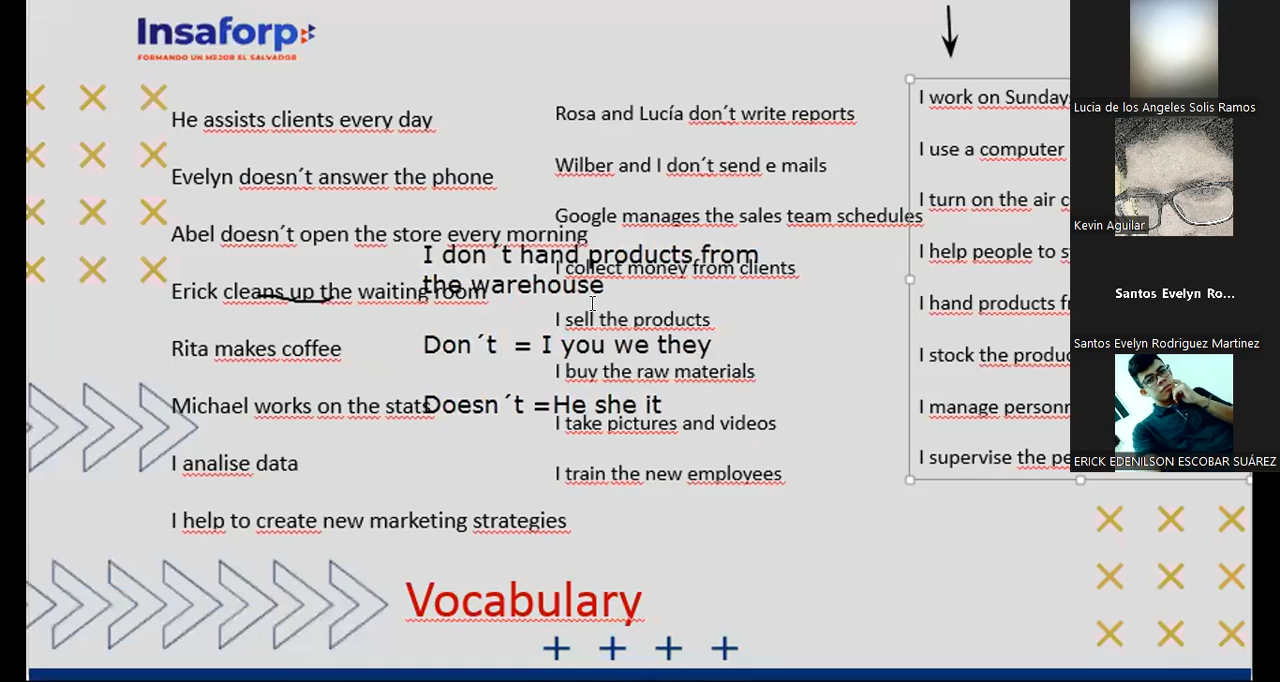 Insaforp
FORMANDO UN MEJOR EL SALVADOR
He assists clients every day
Evelyn doesn´t answer the phone
Abel doesn´t open the store every morning
Erick cleans up the waiting room
Rita makes coffee
Michael works on the stats
I analise data
I help to create new marketing strategies
Rosa and Lucía don´t write reports
Wilber and I don´t send e mails
Google manages the sales team schedules
I collect money from clients
I sell the products
I buy the raw materials
I take pictures and videos
I train the new employees
I don´t hand products from
the warehouse
Don´t = I you we they
Doesn´t =He she it
I work on Sunday
I use a computer
I turn on the air c
I help people to s
I hand products fr
I stock the produc
I manage personn
I supervise the pe
Vocabulary
Lucia de los Angeles Solis Ramos
Kevin Aguilar
Santos Evelyn Ro...
Santos Evelyn Rodriguez Martinez
ERICK EDENILSON ESCOBAR SUÁREZ